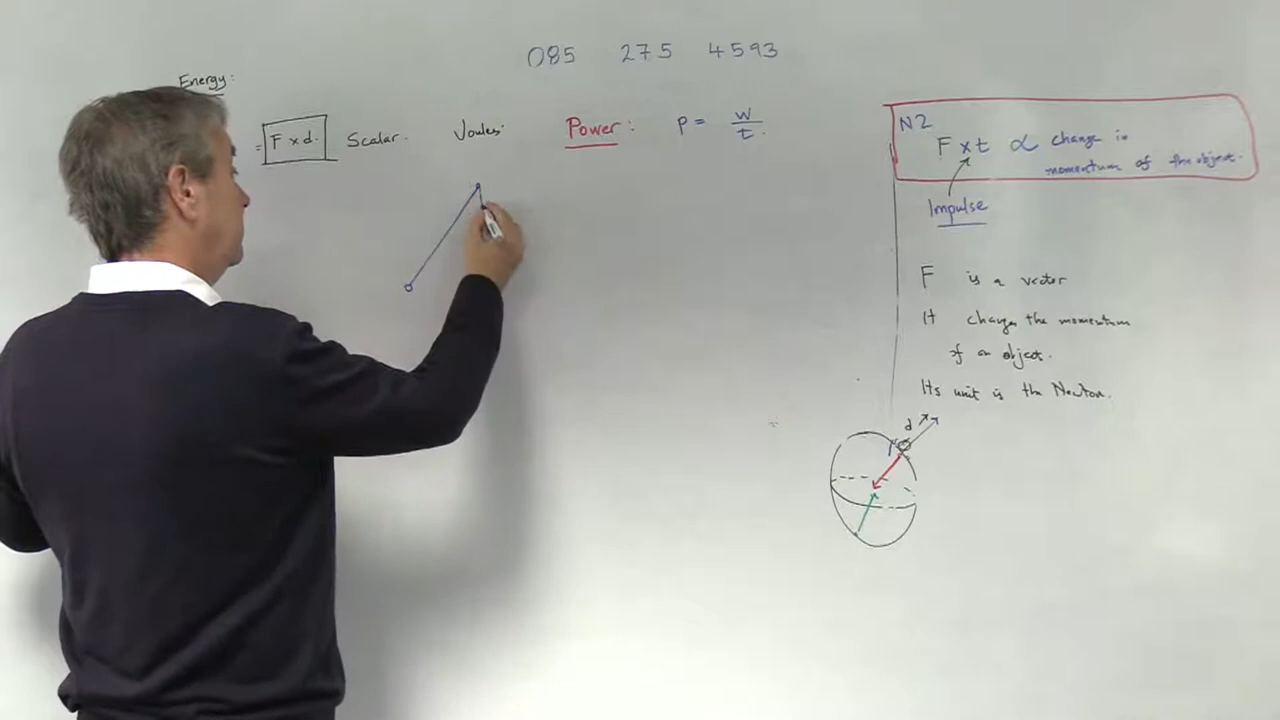 085 275 4593
Energy:
= F x d. Scalar. Joules.
Power: P = W/t.
N2
F x t ∝ change in
momentum of the object.
Impulse
F is a vector
It changes the momentum
of an object.
Its unit is the Newton.
d